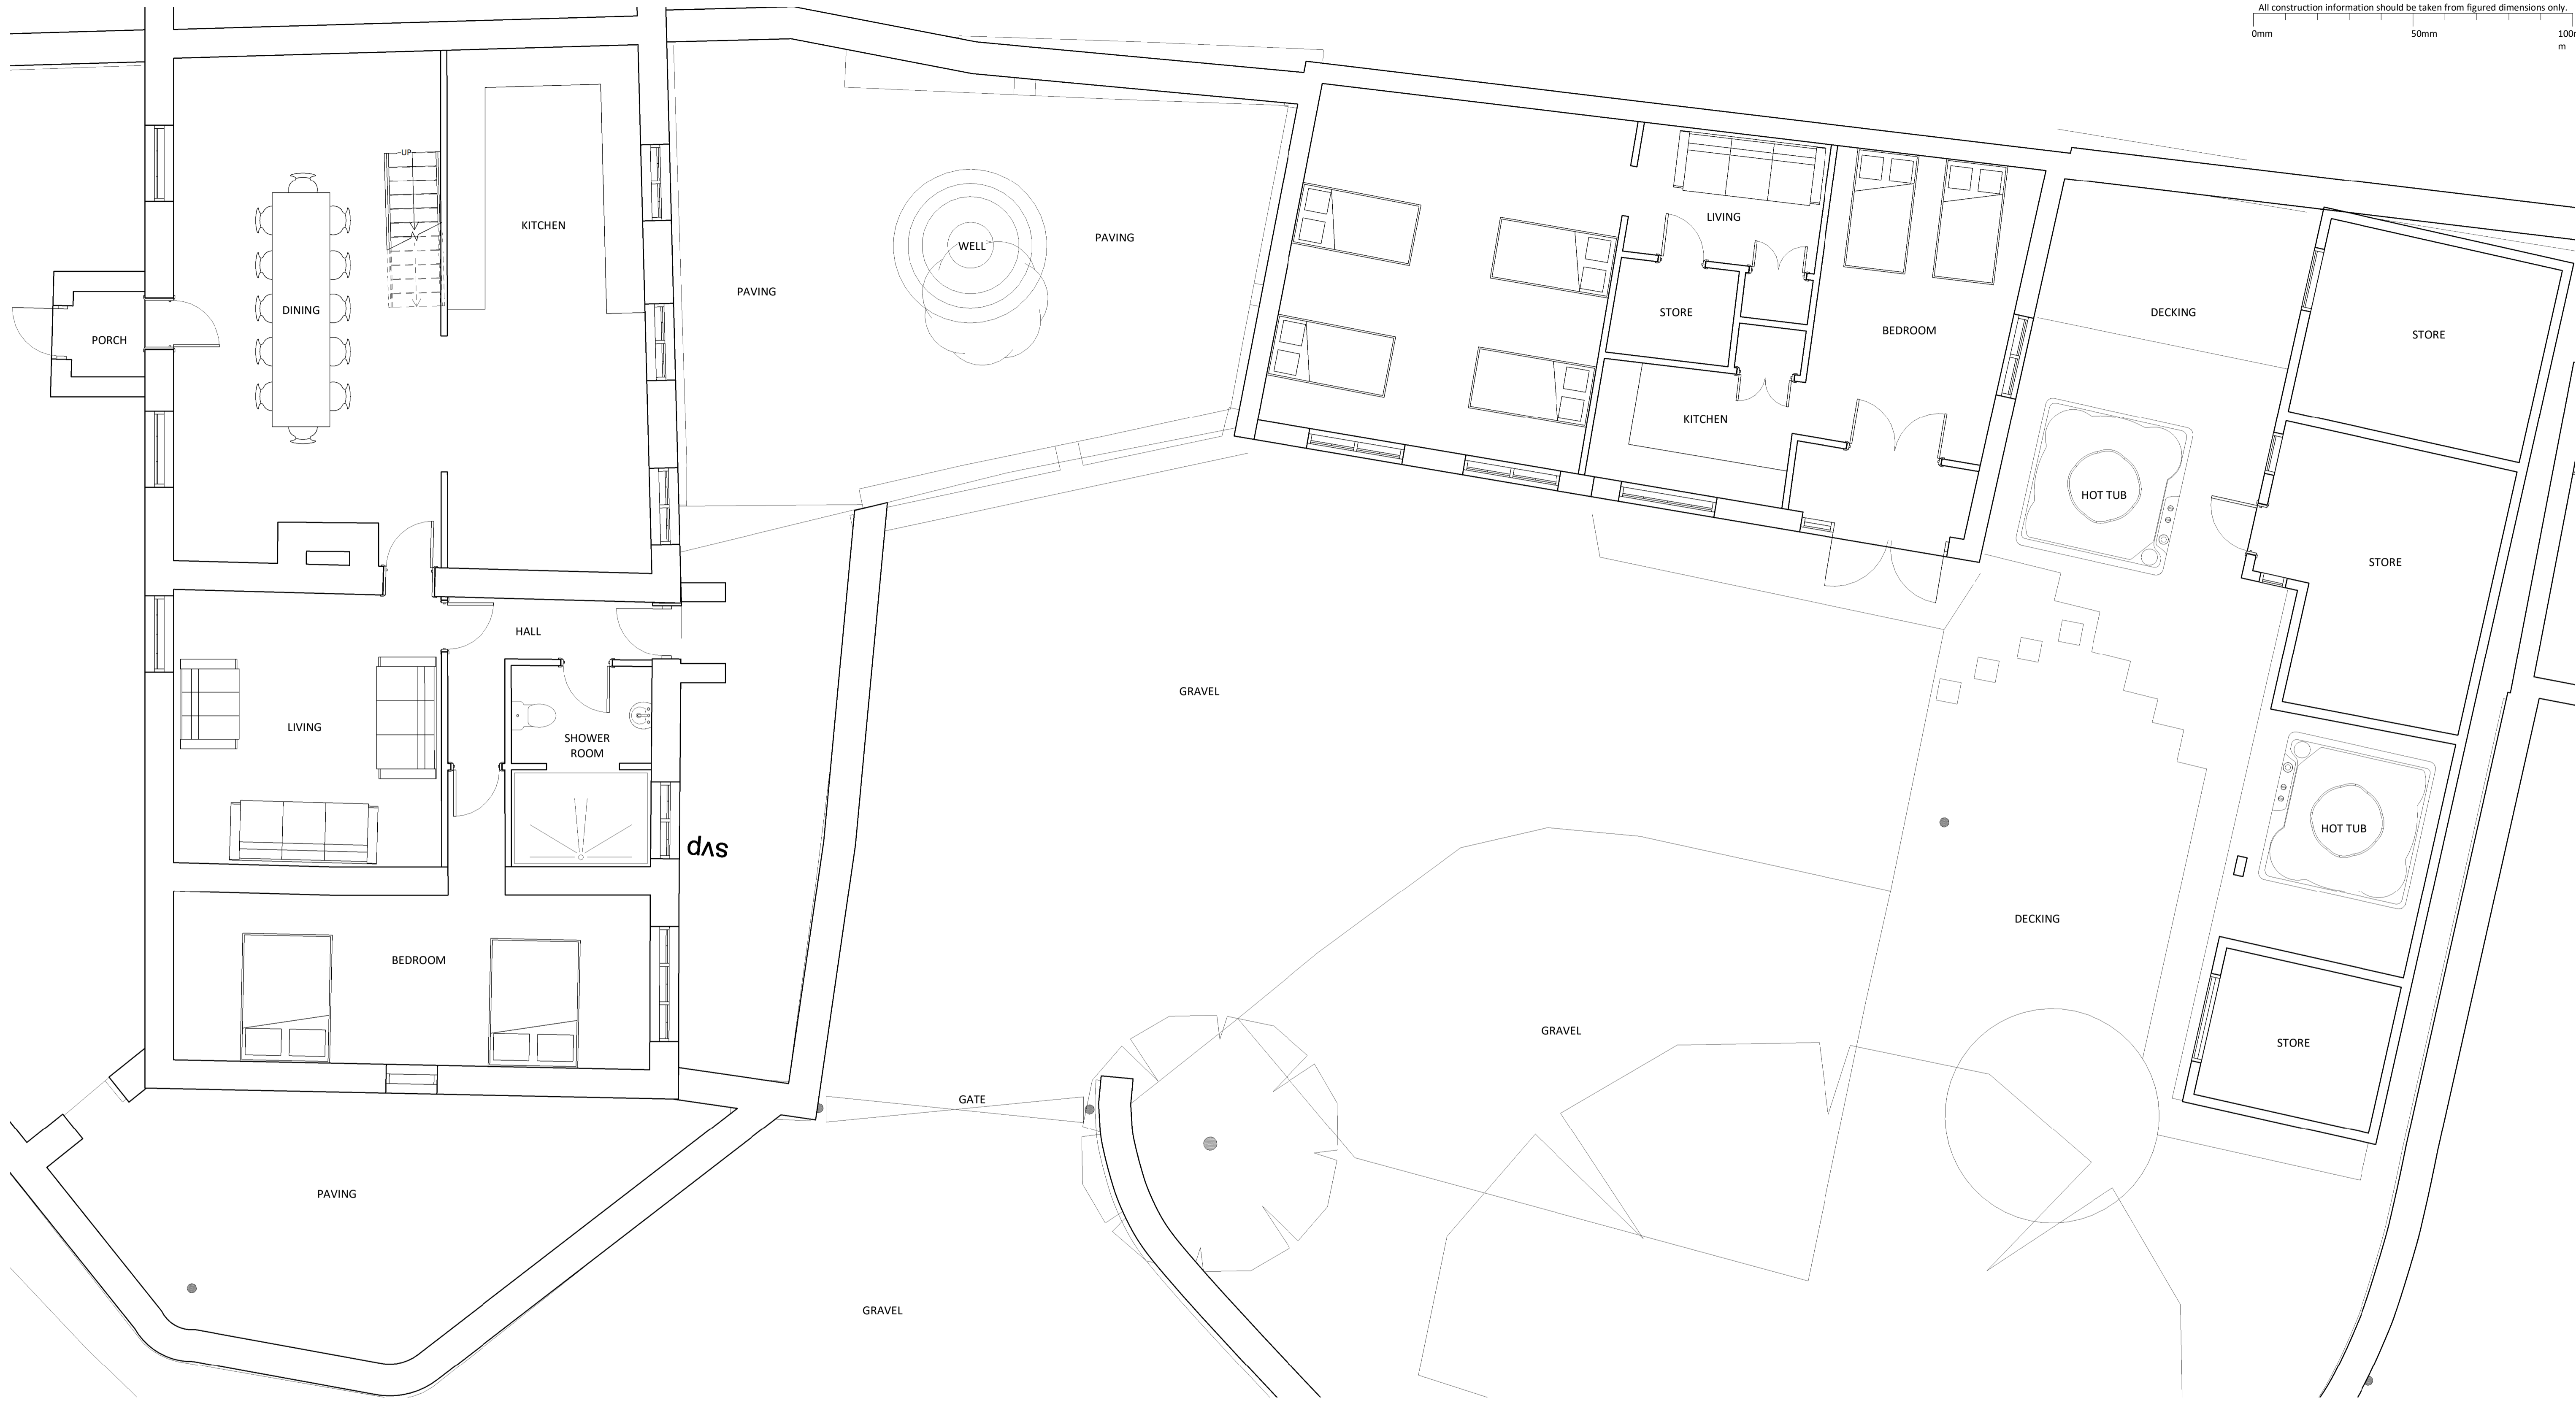 All construction information should be taken from figured dimensions only.
0mm
50mm
100m
m
UP
KITCHEN
DINING
PORCH
PAVING
WELL
PAVING
LIVING
STORE
BEDROOM
KITCHEN
DECKING
STORE
HOT TUB
STORE
HALL
LIVING
SHOWER
ROOM
svp
GRAVEL
HOT TUB
DECKING
BEDROOM
GRAVEL
STORE
GATE
PAVING
GRAVEL